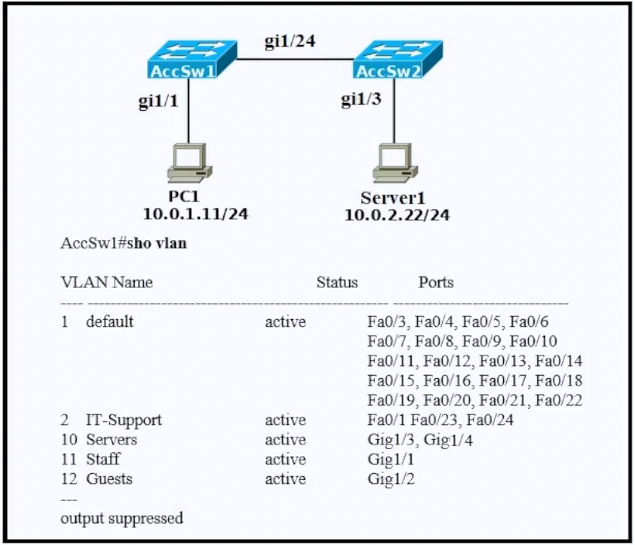 gi1/24
AccSw1
AccSw2
gi1/1
gi1/3
PC1
10.0.1.11/24
Server1
10.0.2.22/24
AccSw1#sho vlan
VLAN Name Status Ports
---- -------------------------------- --------- -------------------------------
1 default active Fa0/3, Fa0/4, Fa0/5, Fa0/6
Fa0/7, Fa0/8, Fa0/9, Fa0/10
Fa0/11, Fa0/12, Fa0/13, Fa0/14
Fa0/15, Fa0/16, Fa0/17, Fa0/18
Fa0/19, Fa0/20, Fa0/21, Fa0/22
2 IT-Support active Fa0/1 Fa0/23, Fa0/24
10 Servers active Gig1/3, Gig1/4
11 Staff active Gig1/1
12 Guests active Gig1/2
---
output suppressed